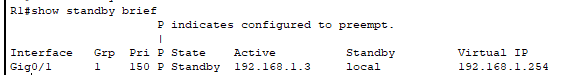 R1#show standby brief
P indicates configured to preempt.
|
Interface Grp Pri P State Active Standby Virtual IP
Gig0/1 1 150 P Standby 192.168.1.3 local 192.168.1.254